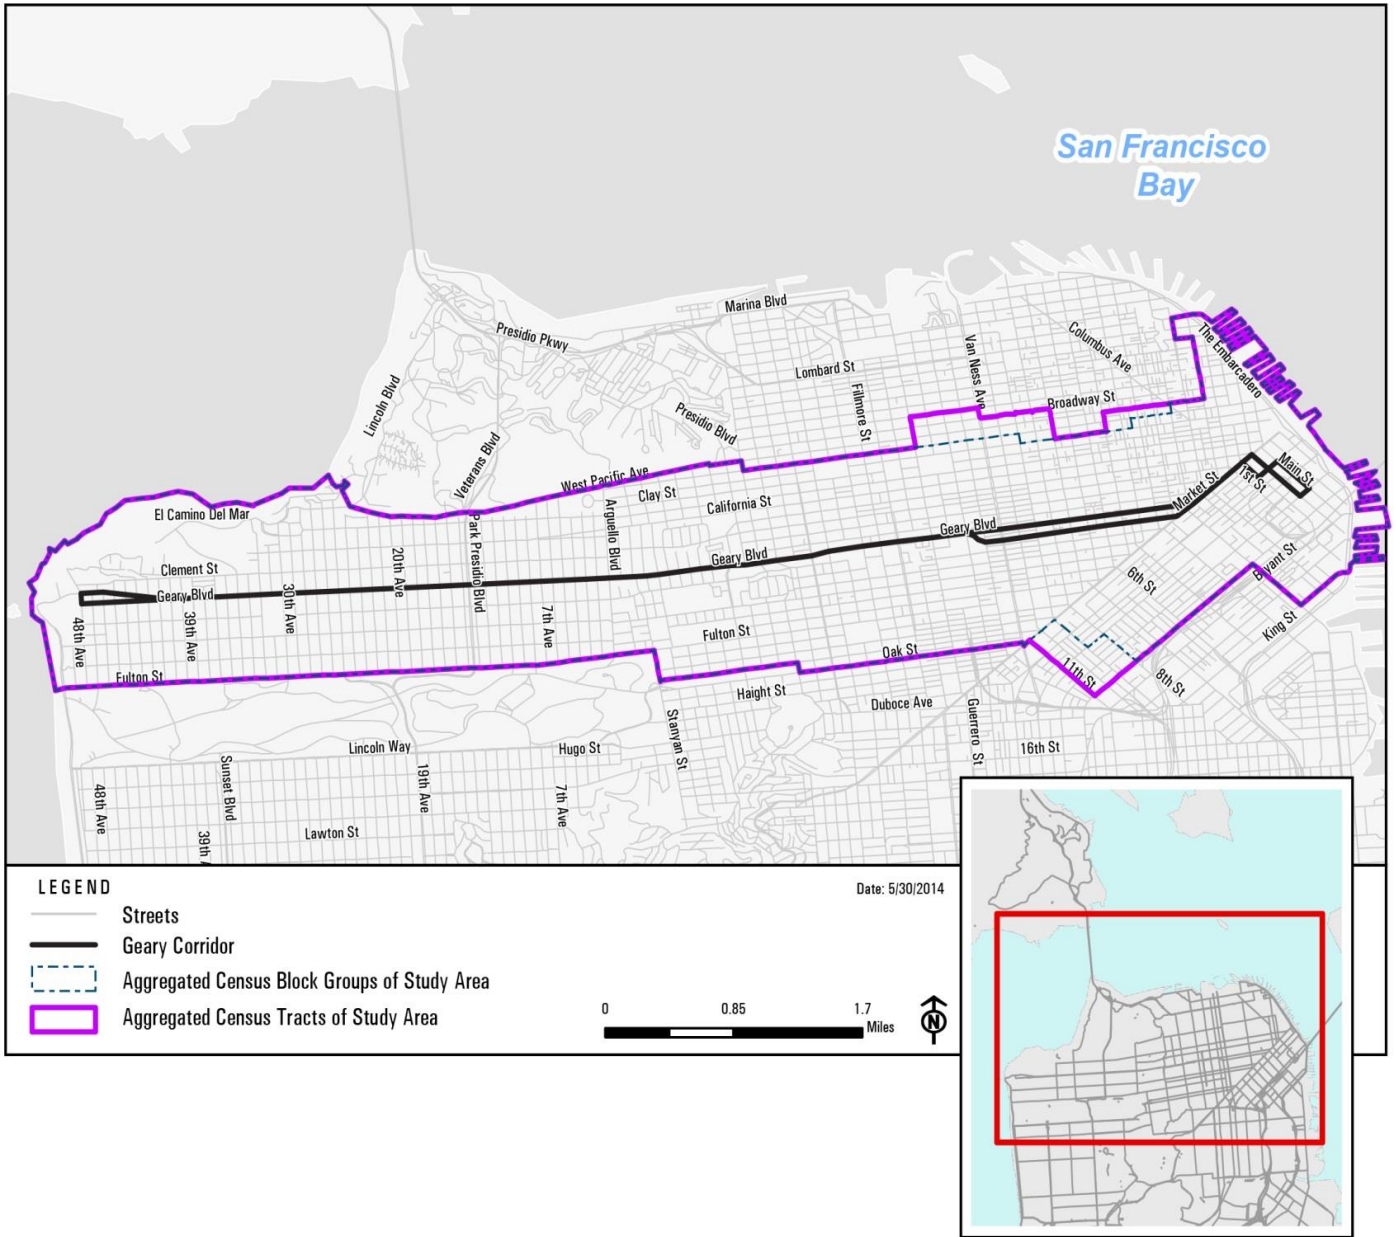 San Francisco
Bay
Marina Blvd
Presidio Pkwy
Columbus Ave
The Embarcadero
Van Ness Ave
Lombard St
Lincoln Blvd
Fillmore St
Broadway St
Presidio Blvd
Veterans Blvd
West Pacific Ave
Main St
1st St
Clay St
Market St
California St
El Camino Del Mar
Arguello Blvd
Park Presidio Blvd
Geary Blvd
Geary Blvd
20th Ave
Clement St
Bryant St
6th St
Geary Blvd
30th Ave
39th Ave
7th Ave
48th Ave
Fulton St
King St
Oak St
Fulton St
11th St
8th St
Haight St
Duboce Ave
Guerrero St
Stanyan St
Lincoln Way
Hugo St
16th St
Sunset Blvd
19th Ave
7th Ave
48th Ave
Lawton St
39th A
LEGEND
Date: 5/30/2014
Streets
Geary Corridor
Aggregated Census Block Groups of Study Area
Aggregated Census Tracts of Study Area
0 0.85 1.7
Miles
N